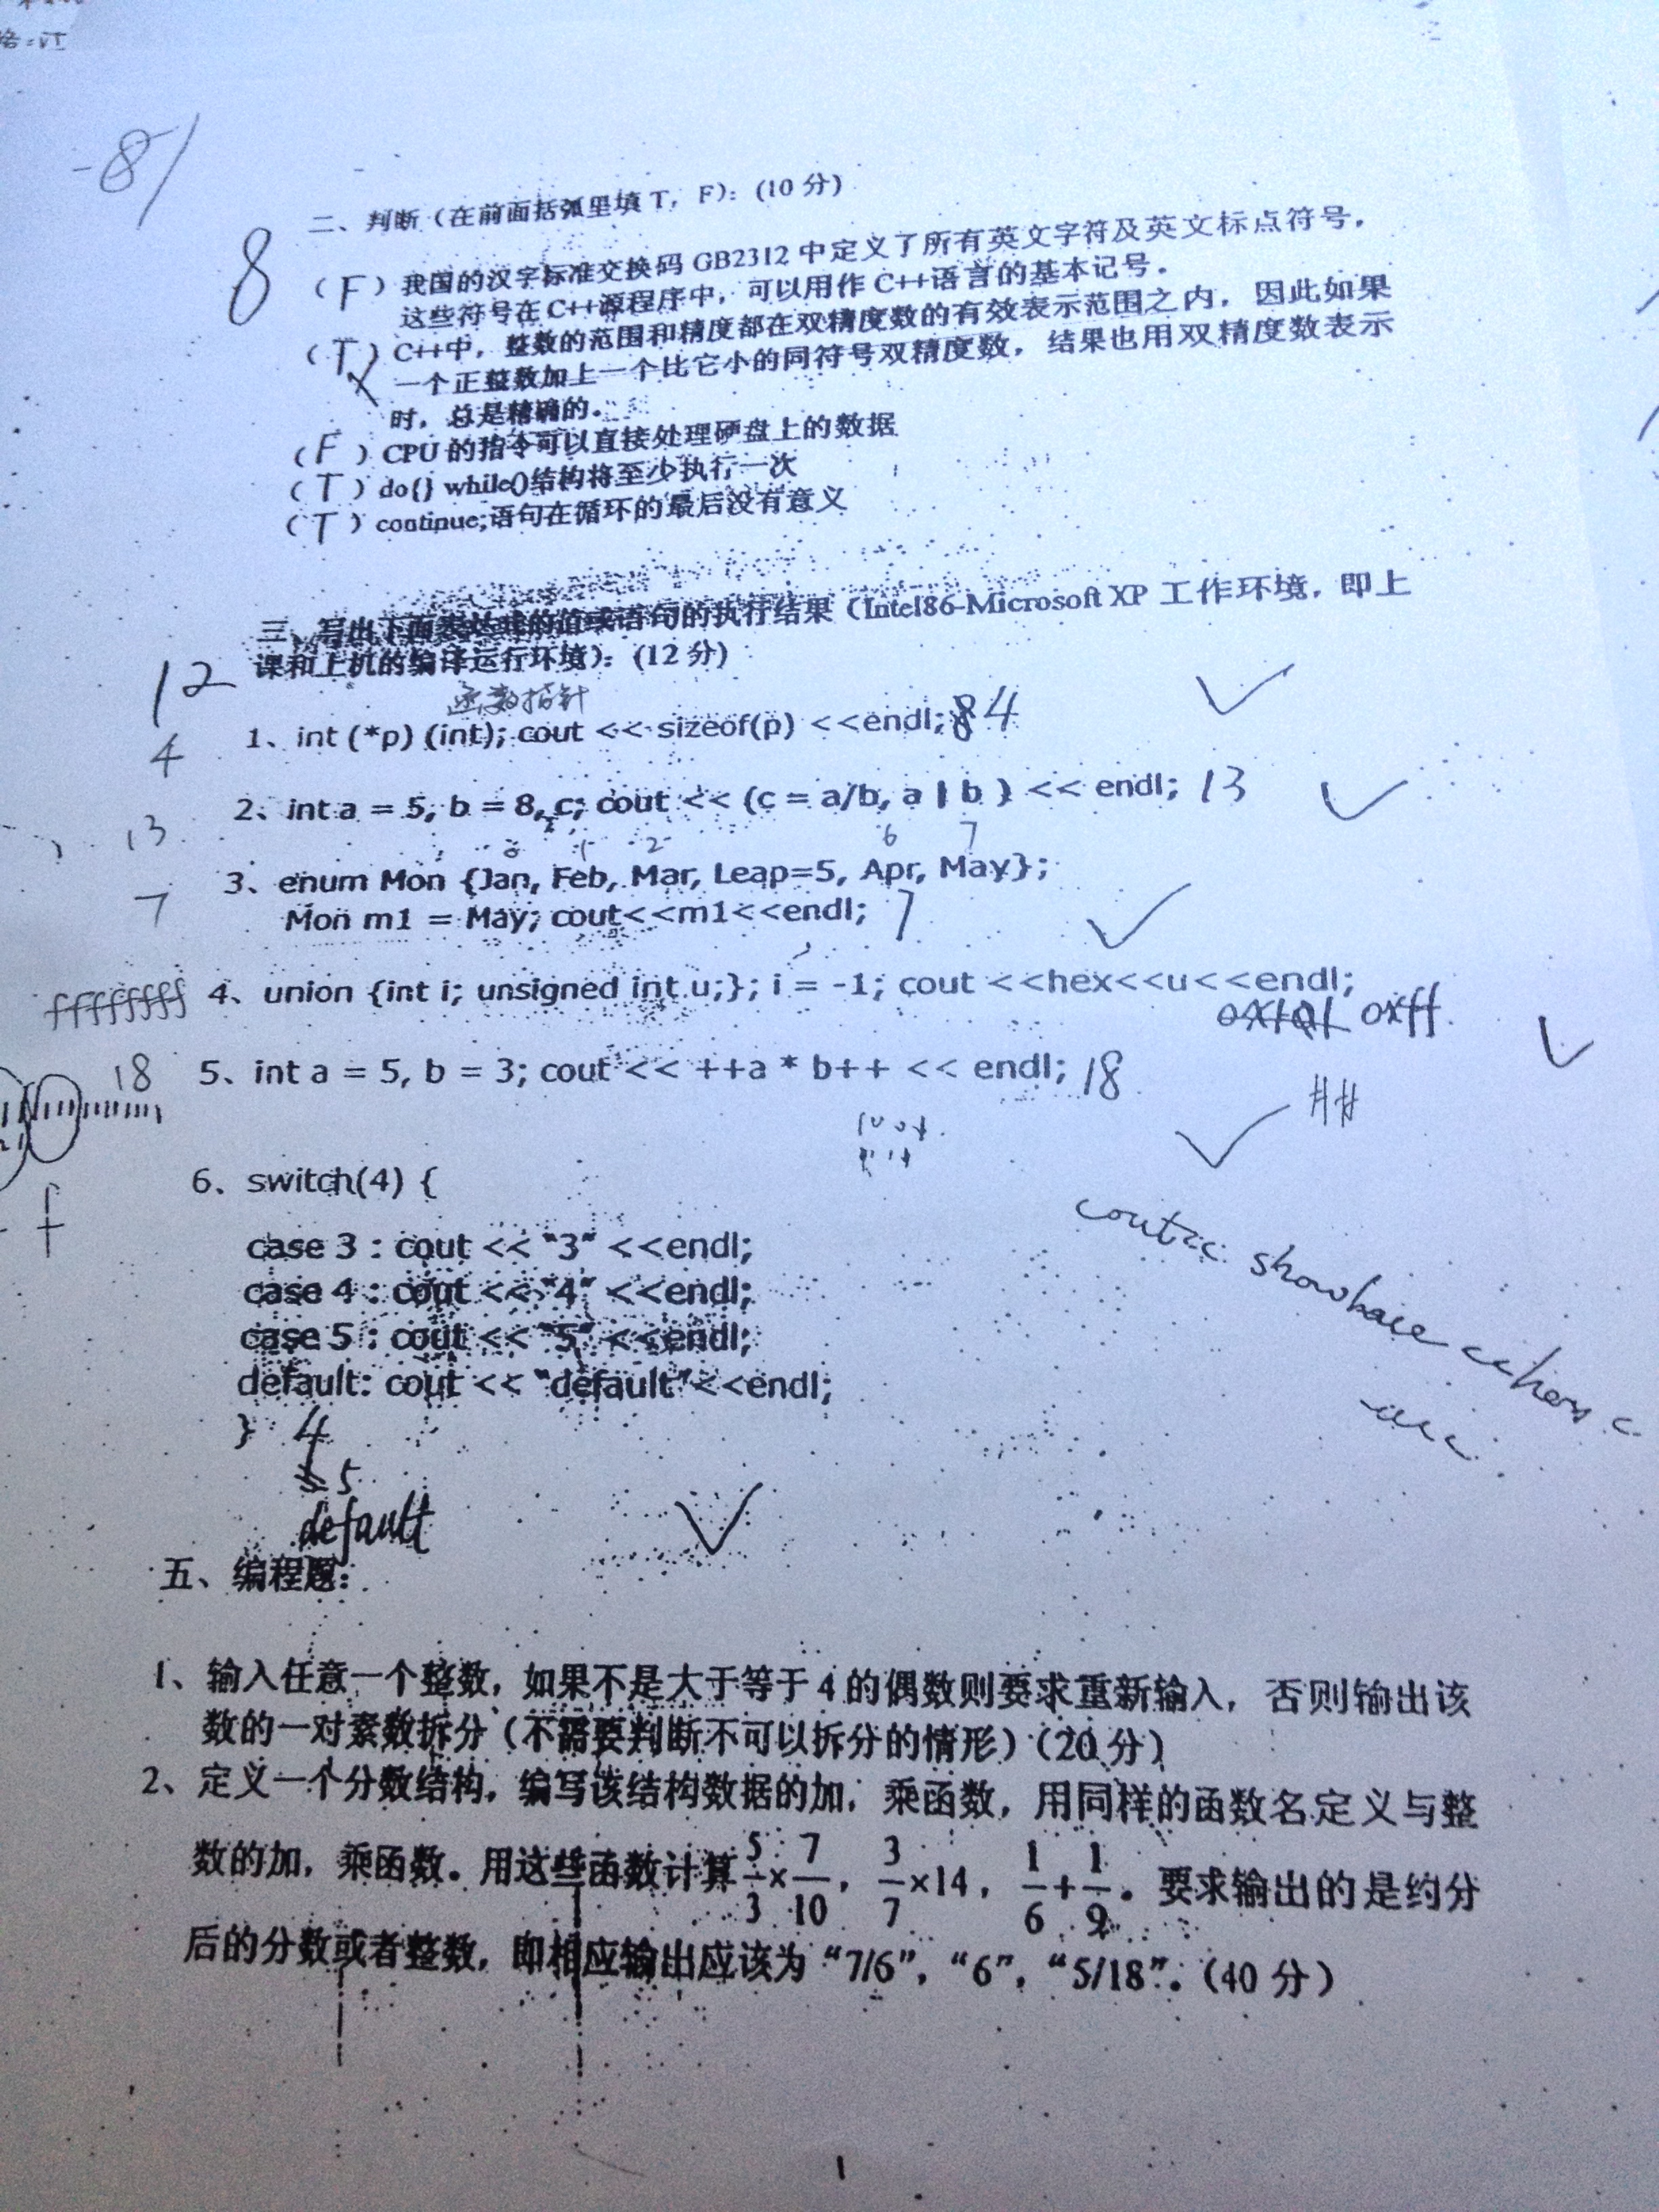 -8
二、判断（在前面括弧里填 T，F）：（10 分）
8
（ F ）我国的汉字标准交换码 GB2312 中定义了所有英文字符及英文标点符号，
这些符号在 C++源程序中，可以用作 C++语言的基本记号。
（ T ）C++中，整数的范围和精度都在双精度数的有效表示范围之内，因此如果
一个正整数加上一个比它小的同符号双精度数，结果也用双精度数表示
时，总是精确的。
（ F ）CPU 的指令可以直接处理硬盘上的数据
（ T ）do{} while()结构将至少执行一次
（ T ）continue;语句在循环的最后没有意义
三、写出下面表达式的值或语句的执行结果（Intel86-Microsoft XP 工作环境，即上
课和上机的编译运行环境）：（12 分）
12
函数指针
1、int (*p) (int); cout << sizeof(p) <<endl; 4
4
2、int a = 5, b = 8, c; cout << (c = a/b, a | b ) << endl; 13
13
0 1 2 6 7
3、enum Mon {Jan, Feb, Mar, Leap=5, Apr, May};
7
Mon m1 = May; cout<<m1<<endl; 7
ffffffff 4、union {int i; unsigned int u;}; i = -1; cout <<hex<<u<<endl;
0xff
18 5、int a = 5, b = 3; cout << ++a * b++ << endl; 18
##
f
6、switch(4) {
case 3 : cout << "3" <<endl;
case 4 : cout << "4" <<endl;
case 5 : cout << "5" <<endl;
default: cout << "default"<<endl;
} 4
5
default
五、编程题：
1、输入任意一个整数，如果不是大于等于 4 的偶数则要求重新输入，否则输出该
数的一对素数拆分（不需要判断不可以拆分的情形）（20 分）
2、定义一个分数结构，编写该结构数据的加，乘函数，用同样的函数名定义与整
数的加，乘函数。用这些函数计算 5/3×7/10，3/7×14，1/6+1/9。要求输出的是约分
后的分数或者整数，即相应输出应该为“7/6”，“6”，“5/18”。（40 分）
1